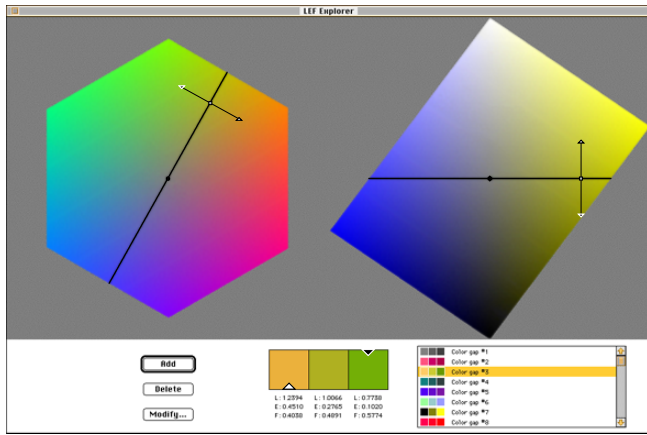 LEF Explorer
Add
Delete
Modify...
L: 1.2394 L: 1.0066 L: 0.7738
E: 0.4510 E: 0.2765 E: 0.1020
F: 0.4038 F: 0.4891 F: 0.5774
Color gap #1
Color gap #2
Color gap #3
Color gap #4
Color gap #5
Color gap #6
Color gap #7
Color gap #8